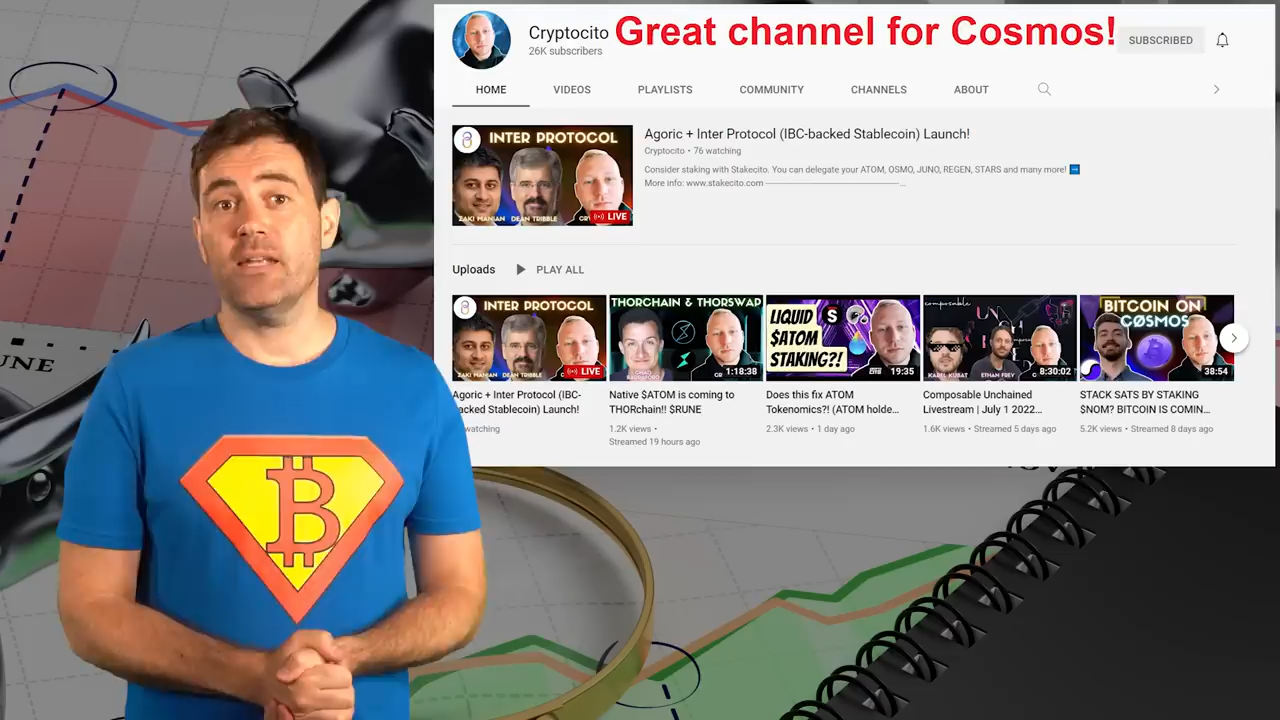 Great channel for Cosmos!
Cryptocito
26K subscribers
SUBSCRIBED
HOME VIDEOS PLAYLISTS COMMUNITY CHANNELS ABOUT
INTER PROTOCOL
ZAKI MANIAN DEAN TRIBBLE
LIVE
Agoric + Inter Protocol (IBC-backed Stablecoin) Launch!
Cryptocito • 76 watching
Consider staking with Stakecito. You can delegate your ATOM, OSMO, JUNO, REGEN, STARS and many more! ➡️
More info: www.stakecito.com
Uploads PLAY ALL
INTER PROTOCOL
ZAKI MANIAN DEAN TRIBBLE
LIVE
Agoric + Inter Protocol (IBC-
backed Stablecoin) Launch!
watching
THORCHAIN & THORSWAP
1:18:38
Native $ATOM is coming to
THORchain!! $RUNE
1.2K views •
Streamed 19 hours ago
LIQUID
$ATOM
STAKING?!
19:35
Does this fix ATOM
Tokenomics?! (ATOM holde...
2.3K views • 1 day ago
composable
KAREL KUBAT ETHAN FREY
8:30:02
Composable Unchained
Livestream | July 1 2022...
1.6K views • Streamed 5 days ago
BITCOIN ON
COSMOS
38:54
STACK SATS BY STAKING
$NOM? BITCOIN IS COMIN...
5.2K views • Streamed 8 days ago
UNE
B